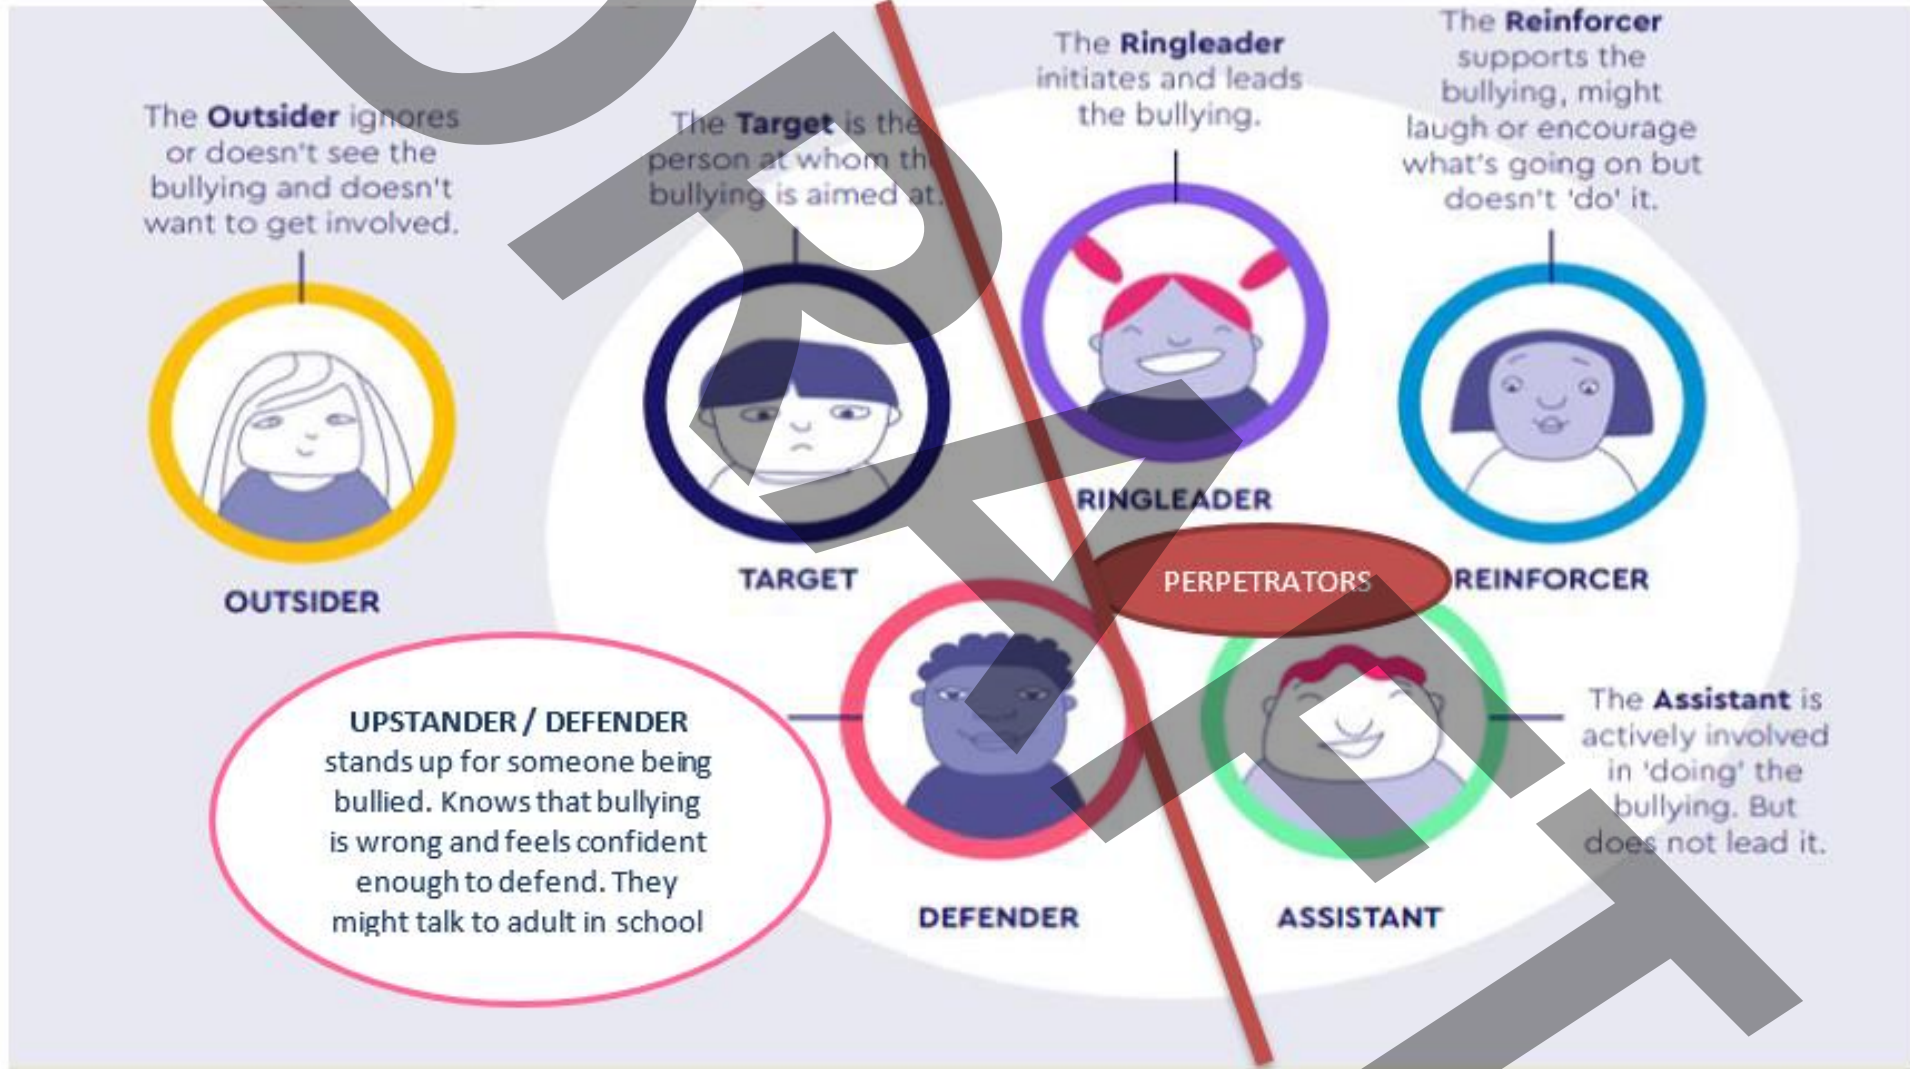 The Outsider ignores
or doesn't see the
bullying and doesn't
want to get involved.
OUTSIDER
The Target is the
person at whom the
bullying is aimed at.
TARGET
The Ringleader
initiates and leads
the bullying.
RINGLEADER
The Reinforcer
supports the
bullying, might
laugh or encourage
what's going on but
doesn't 'do' it.
REINFORCER
PERPETRATORS
UPSTANDER / DEFENDER
stands up for someone being
bullied. Knows that bullying
is wrong and feels confident
enough to defend. They
might talk to adult in school
DEFENDER
The Assistant is
actively involved
in 'doing' the
bullying. But
does not lead it.
ASSISTANT
DRAFT